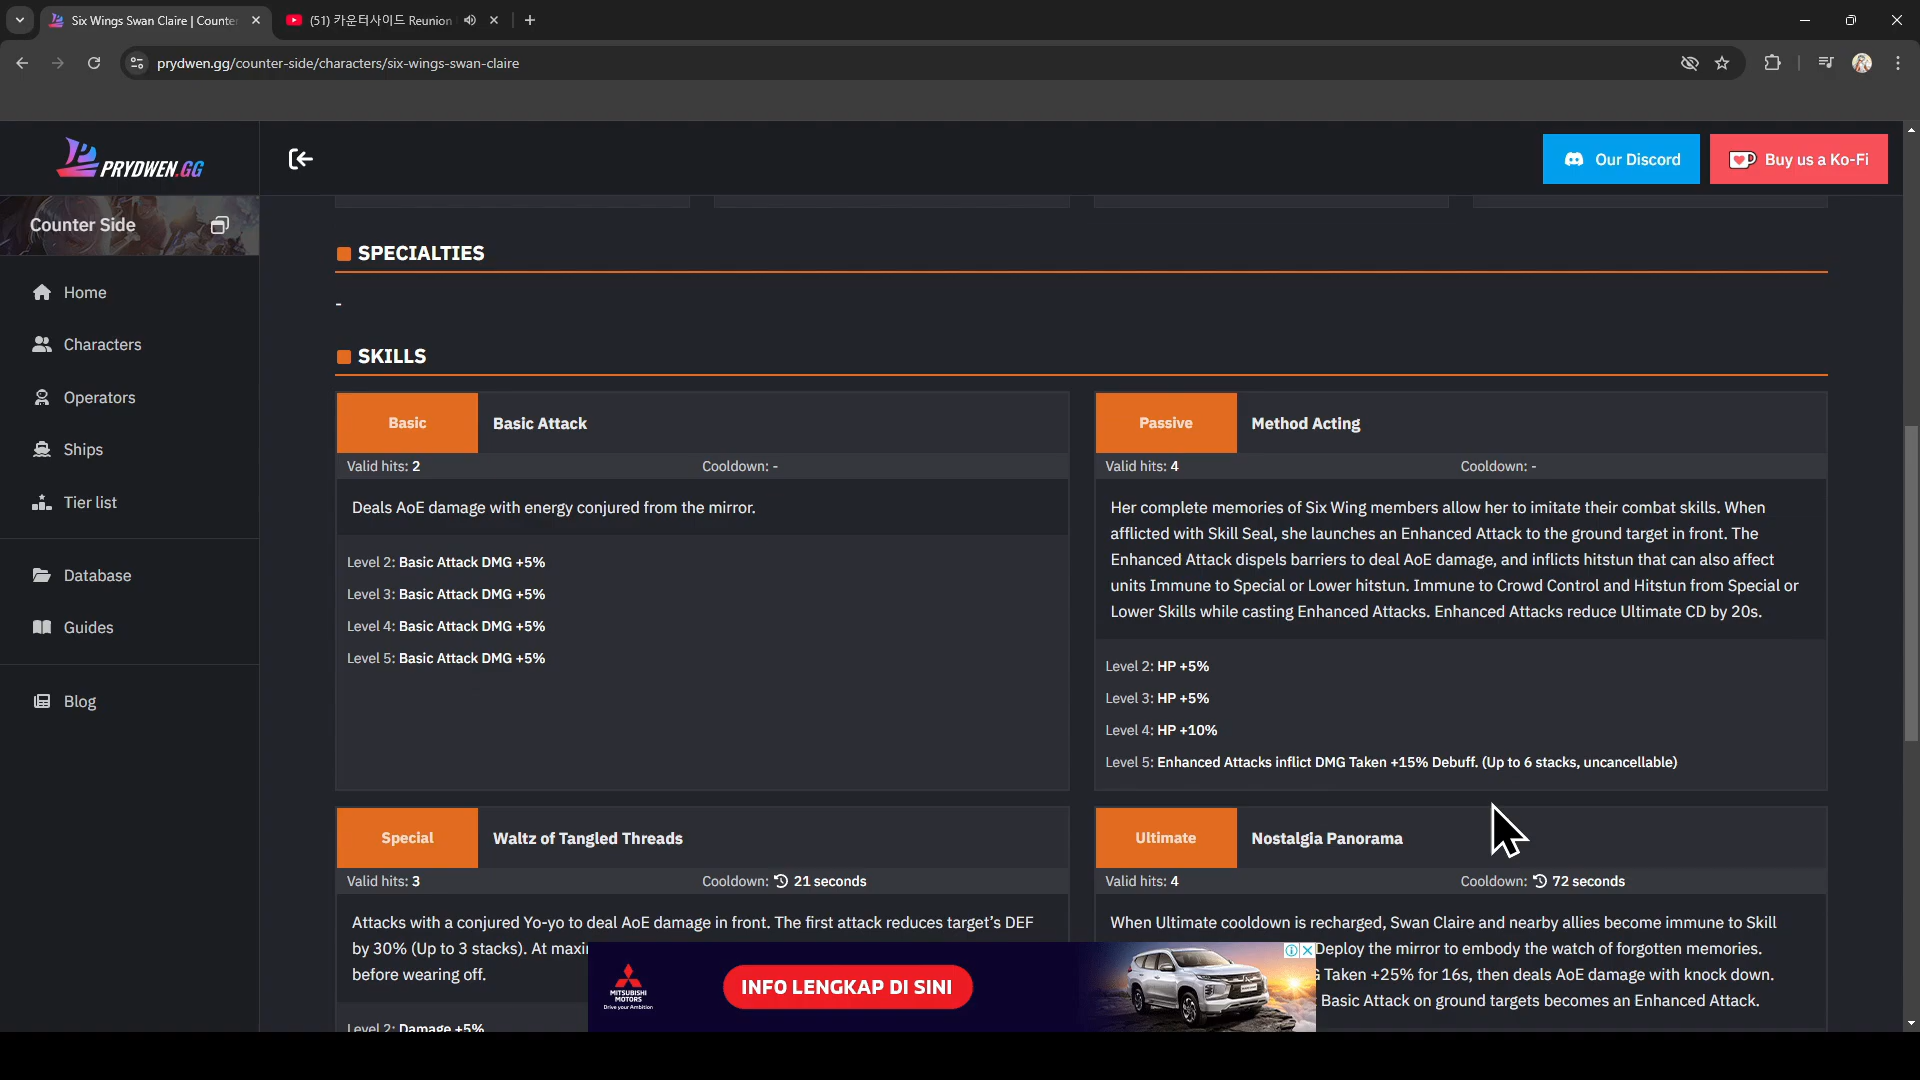 Six Wings Swan Claire | Counte
(51) 카운터사이드 Reunion
prydwen.gg/counter-side/characters/six-wings-swan-claire
PRYDWEN.GG
Our Discord
Buy us a Ko-Fi
Counter Side
Home
Characters
Operators
Ships
Tier list
Database
Guides
Blog
SPECIALTIES
-
SKILLS
Basic
Basic Attack
Valid hits: 2
Cooldown: -
Deals AoE damage with energy conjured from the mirror.
Level 2: Basic Attack DMG +5%
Level 3: Basic Attack DMG +5%
Level 4: Basic Attack DMG +5%
Level 5: Basic Attack DMG +5%
Passive
Method Acting
Valid hits: 4
Cooldown: -
Her complete memories of Six Wing members allow her to imitate their combat skills. When
afflicted with Skill Seal, she launches an Enhanced Attack to the ground target in front. The
Enhanced Attack dispels barriers to deal AoE damage, and inflicts hitstun that can also affect
units Immune to Special or Lower hitstun. Immune to Crowd Control and Hitstun from Special or
Lower Skills while casting Enhanced Attacks. Enhanced Attacks reduce Ultimate CD by 20s.
Level 2: HP +5%
Level 3: HP +5%
Level 4: HP +10%
Level 5: Enhanced Attacks inflict DMG Taken +15% Debuff. (Up to 6 stacks, uncancellable)
Special
Waltz of Tangled Threads
Valid hits: 3
Cooldown: 21 seconds
Attacks with a conjured Yo-yo to deal AoE damage in front. The first attack reduces target's DEF
by 30% (Up to 3 stacks). At maxi
before wearing off.
Level 2: Damage +5%
Ultimate
Nostalgia Panorama
Valid hits: 4
Cooldown: 72 seconds
When Ultimate cooldown is recharged, Swan Claire and nearby allies become immune to Skill
Deploy the mirror to embody the watch of forgotten memories.
Taken +25% for 16s, then deals AoE damage with knock down.
Basic Attack on ground targets becomes an Enhanced Attack.
MITSUBISHI
MOTORS
Drive your Ambition
INFO LENGKAP DI SINI